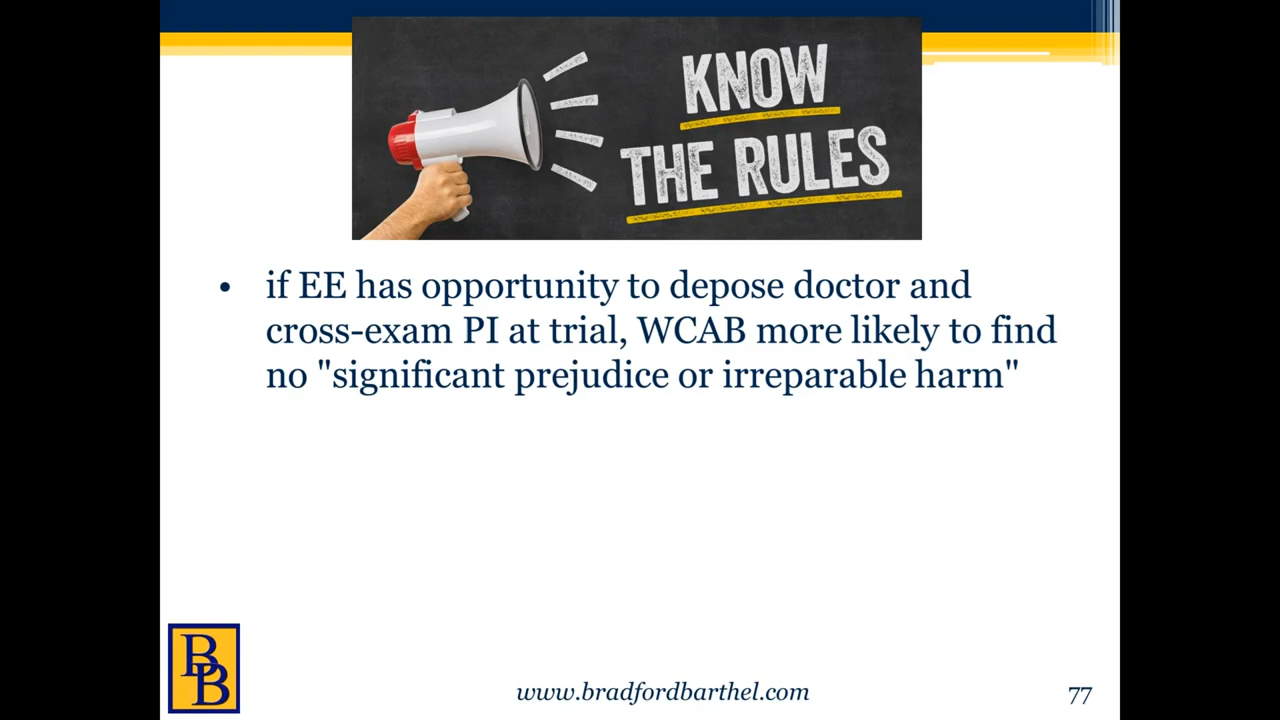 KNOW
THE RULES
• if EE has opportunity to depose doctor and
cross-exam PI at trial, WCAB more likely to find
no "significant prejudice or irreparable harm"
BB
www.bradfordbarthel.com
77